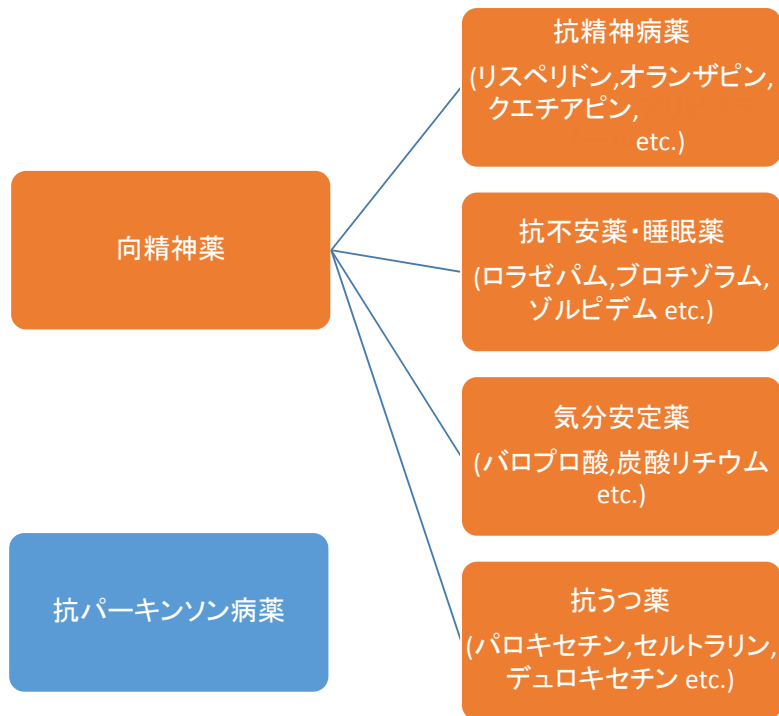 向精神薬
抗パーキンソン病薬
抗精神病薬
(リスペリドン,オランザピン,
クエチアピン,
etc.)
抗不安薬・睡眠薬
(ロラゼパム,ブロチゾラム,
ゾルピデム etc.)
気分安定薬
(バロプロ酸,炭酸リチウム
etc.)
抗うつ薬
(パロキセチン,セルトラリン,
デュロキセチン etc.)